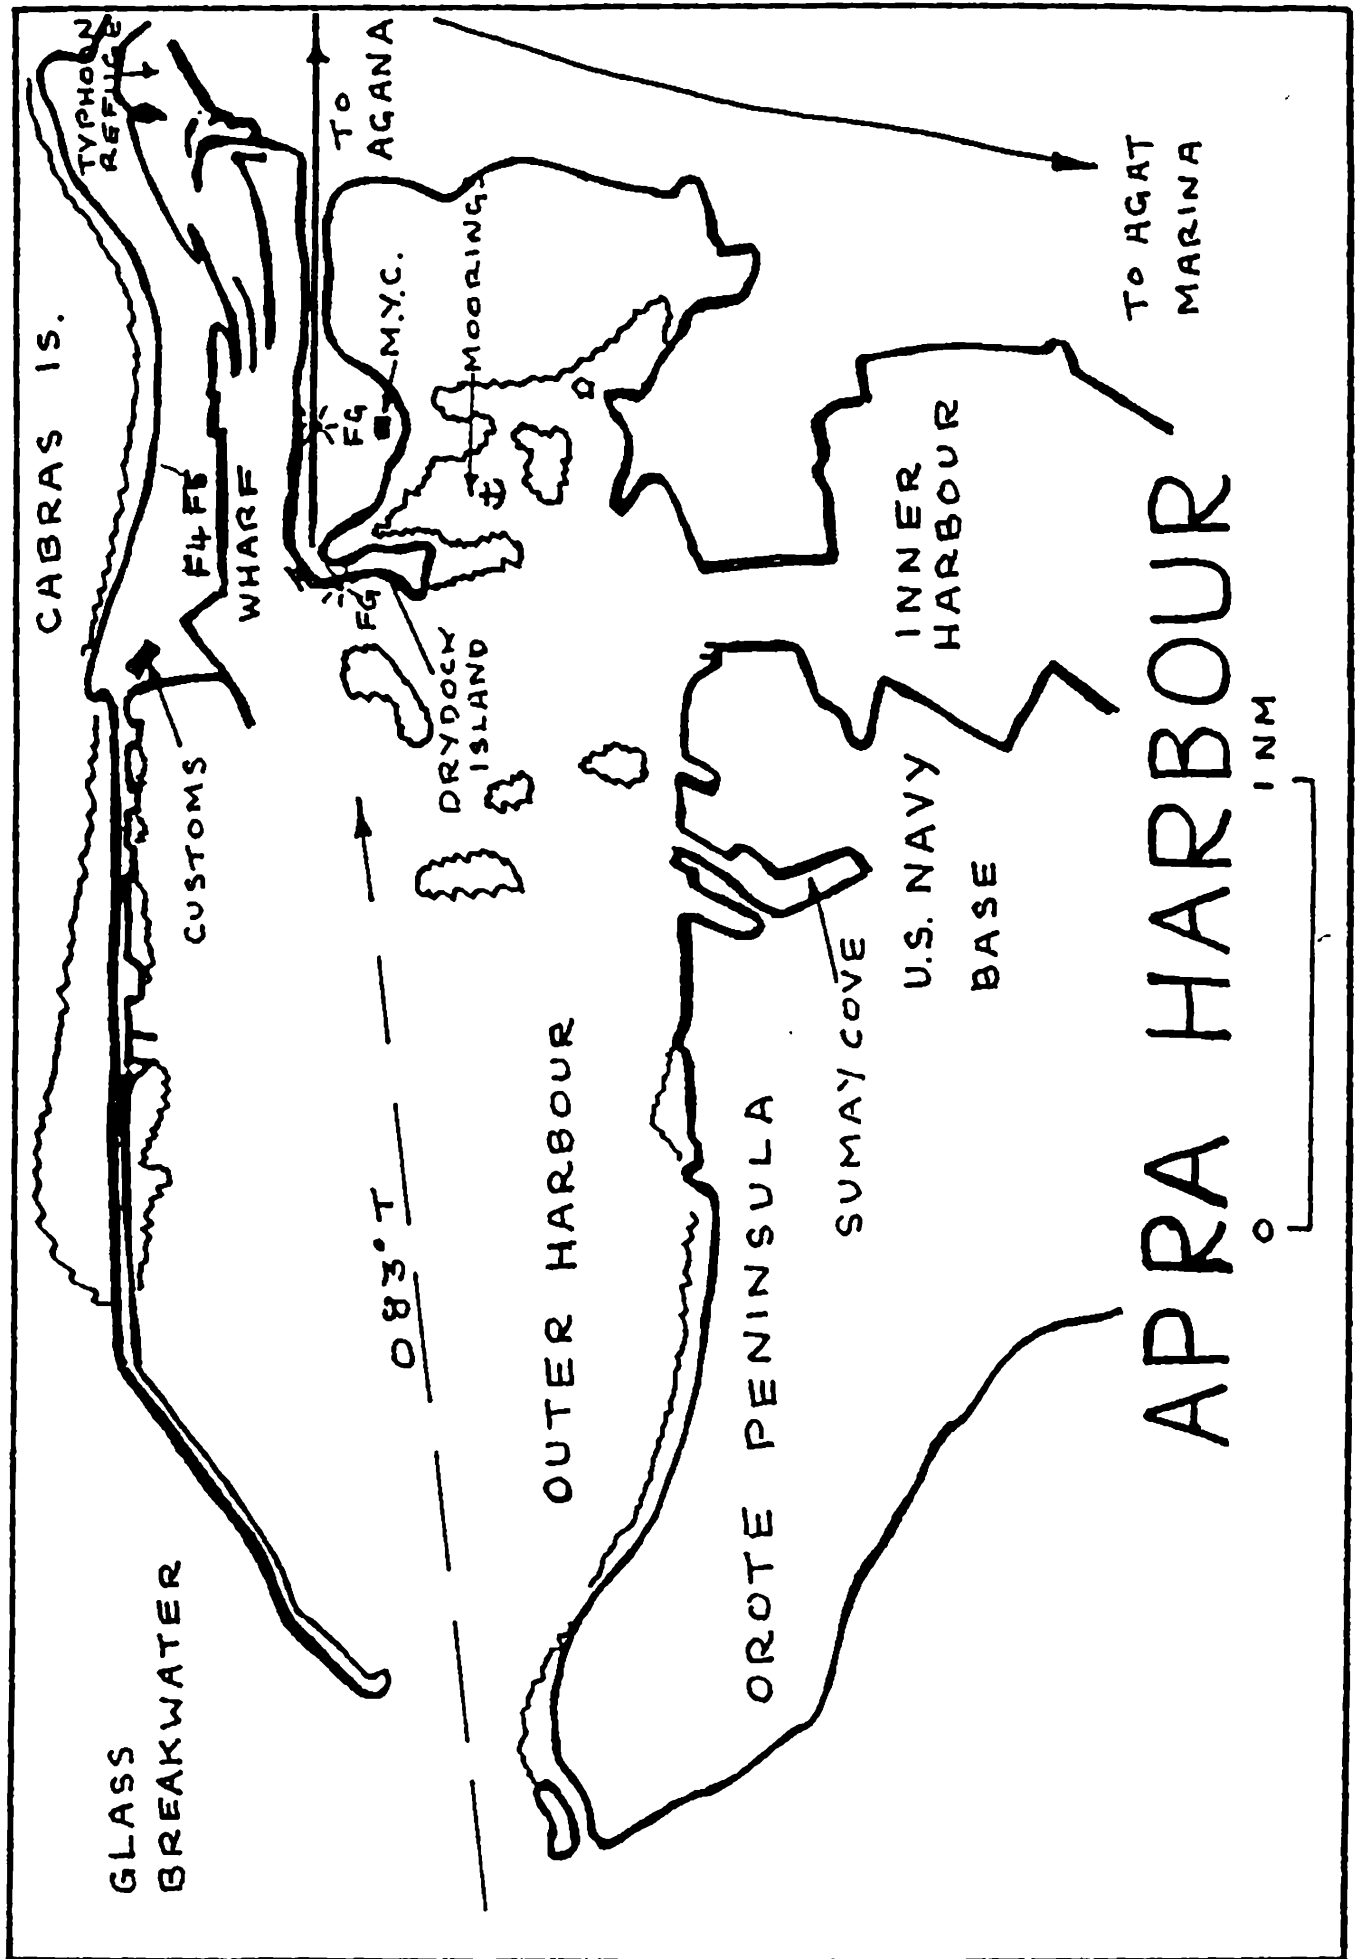 CABRAS IS.
TYPHOON
REFUGE
F4 F5
WHARF
CUSTOMS
GLASS
BREAKWATER
TO
AGANA
FG
M.Y.C.
MOORING
FG
DRYDOCK
ISLAND
083° T
OUTER HARBOUR
INNER
HARBOUR
TO AGAT
MARINA
U.S. NAVY
BASE
SUMAY COVE
OROTE PENINSULA
APRA HARBOUR
0
1 NM